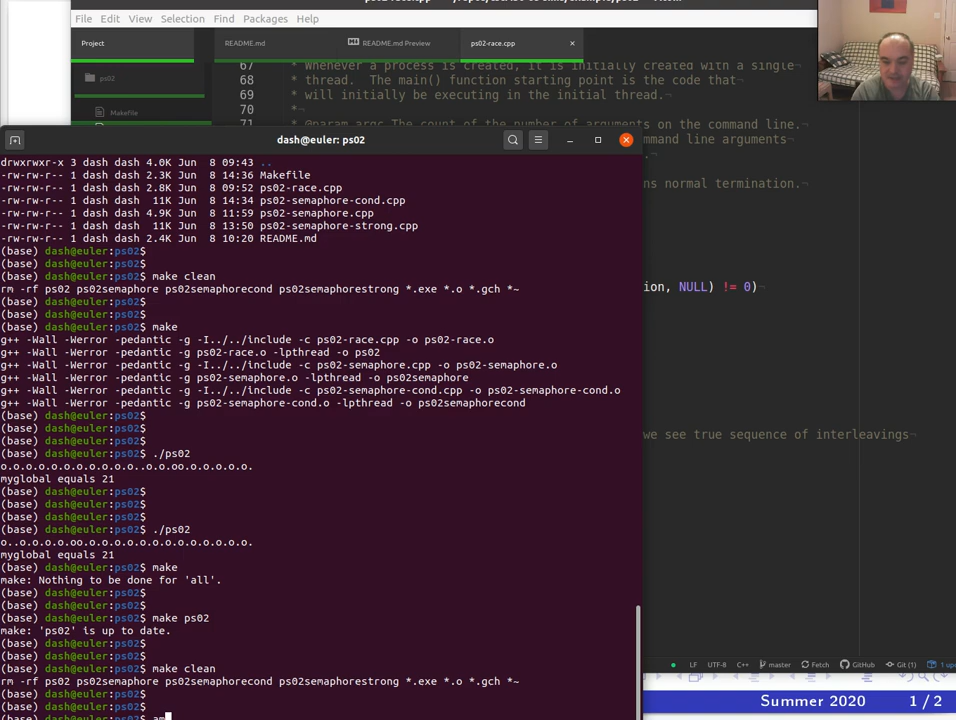 File Edit View Selection Find Packages Help
Project
README.md
README.md Preview
ps02-race.cpp ×
ps02
Makefile
67 * Whenever a process is created, it is initially created with a single
68 * thread. The main() function starting point is the code that
69 * will initially be executing in the initial thread.
70 *
71 * @param argc The count of the number of arguments on the command line.
mmand line arguments
ns normal termination.
ion, NULL) != 0)
we see true sequence of interleavings
dash@euler: ps02
drwxrwxr-x 3 dash dash 4.0K Jun 8 09:43 ..
-rw-rw-r-- 1 dash dash 2.3K Jun 8 14:36 Makefile
-rw-rw-r-- 1 dash dash 2.8K Jun 8 09:52 ps02-race.cpp
-rw-rw-r-- 1 dash dash 11K Jun 8 14:34 ps02-semaphore-cond.cpp
-rw-rw-r-- 1 dash dash 4.9K Jun 8 11:59 ps02-semaphore.cpp
-rw-rw-r-- 1 dash dash 11K Jun 8 13:50 ps02-semaphore-strong.cpp
-rw-rw-r-- 1 dash dash 2.4K Jun 8 10:20 README.md
(base) dash@euler:ps02$
(base) dash@euler:ps02$
(base) dash@euler:ps02$ make clean
rm -rf ps02 ps02semaphore ps02semaphorecond ps02semaphorestrong *.exe *.o *.gch *~
(base) dash@euler:ps02$
(base) dash@euler:ps02$
(base) dash@euler:ps02$ make
g++ -Wall -Werror -pedantic -g -I../../include -c ps02-race.cpp -o ps02-race.o
g++ -Wall -Werror -pedantic -g ps02-race.o -lpthread -o ps02
g++ -Wall -Werror -pedantic -g -I../../include -c ps02-semaphore.cpp -o ps02-semaphore.o
g++ -Wall -Werror -pedantic -g ps02-semaphore.o -lpthread -o ps02semaphore
g++ -Wall -Werror -pedantic -g -I../../include -c ps02-semaphore-cond.cpp -o ps02-semaphore-cond.o
g++ -Wall -Werror -pedantic -g ps02-semaphore-cond.o -lpthread -o ps02semaphorecond
(base) dash@euler:ps02$
(base) dash@euler:ps02$
(base) dash@euler:ps02$
(base) dash@euler:ps02$ ./ps02
o.o.o.o.o.o.o.o.o.o.o..o.o.oo.o.o.o.o.o.
myglobal equals 21
(base) dash@euler:ps02$
(base) dash@euler:ps02$
(base) dash@euler:ps02$
(base) dash@euler:ps02$ ./ps02
o..o.o.o.o.o.oo.o.o.o.o.o.o.o.o.o.o.o.o.
myglobal equals 21
(base) dash@euler:ps02$ make
make: Nothing to be done for 'all'.
(base) dash@euler:ps02$
(base) dash@euler:ps02$
(base) dash@euler:ps02$ make ps02
make: 'ps02' is up to date.
(base) dash@euler:ps02$
(base) dash@euler:ps02$
(base) dash@euler:ps02$ make clean
rm -rf ps02 ps02semaphore ps02semaphorecond ps02semaphorestrong *.exe *.o *.gch *~
(base) dash@euler:ps02$
(base) dash@euler:ps02$
(base) dash@euler:ps02$ am
LF UTF-8 C++ master Fetch GitHub Git (1)
Summer 2020 1 / 2